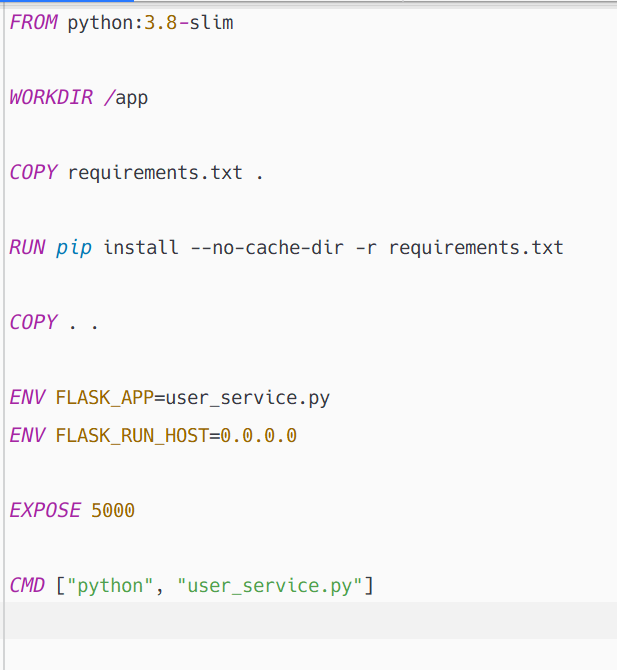 FROM python:3.8-slim
WORKDIR /app
COPY requirements.txt .
RUN pip install --no-cache-dir -r requirements.txt
COPY . .
ENV FLASK_APP=user_service.py
ENV FLASK_RUN_HOST=0.0.0.0
EXPOSE 5000
CMD ["python", "user_service.py"]